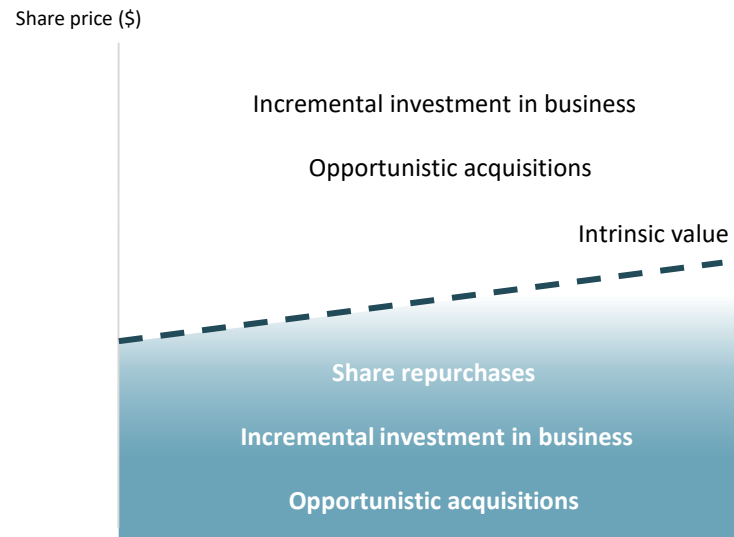 Share price ($)
Incremental investment in business
Opportunistic acquisitions
Intrinsic value
Share repurchases
Incremental investment in business
Opportunistic acquisitions